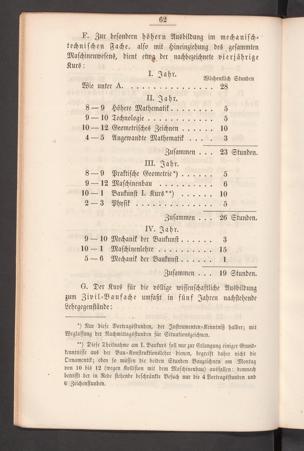 62
F. Zur besonderen höhern Ausbildung im mechanisch-
technischen Fache, also mit Hineinziehung des gesammten
Maschinenwesens, dient eng der nachbezeichnete vierjährige
Kurs:
I. Jahr.
Wöchentlich Stunden
Wie unter A. . . . . . . . . . . . . . . 28
II. Jahr.
8 — 9 Höhere Mathematik . . . . . 5
9 — 10 Technologie . . . . . . . 5
10 — 12 Geometrisches Zeichnen . . . . 10
4 — 5 Angewandte Mathematik . . . 3
Zusammen . . . 23 Stunden.
III. Jahr.
8 — 9 Praktische Geometrie*) . . . . . 5
9 — 12 Maschinenbau . . . . . . . 6
10 — 1 Baukunst I. Kurs**) . . . . . 10
2 — 3 Physik . . . . . . . . . 5
Zusammen . . . 26 Stunden.
IV. Jahr.
9 — 10 Mechanik der Baukunst . . . . . 3
10 — 1 Maschinenlehre . . . . . . . 15
5 — 6 Mechanik der Baukunst . . . . . 1
Zusammen . . . 19 Stunden.
G. Der Kurs für die völlige wissenschaftliche Ausbildung
zum Zivil-Baufache umfaßt in fünf Jahren nachstehende
Lehrgegenstände:
*) Nur diese Vortragsstunden, der Instrumenten-Kenntniß halber; mit
Weglassung der Nachmittagsstunden für Situationszeichnen.
**) Diese Theilnahme am I. Baukurs soll nur zur Erlangung einiger Grund-
kenntnisse aus der Bau-Konstruktionslehre dienen, begreift daher nicht die
Ornamentik; eben so müssen die beiden Stunden Bauzeichnen am Montag
von 10 bis 12 (wegen Kollision mit dem Maschinenbau) ausfallen; demnach
betrifft der in Rede stehende beschränkte Besuch nur die 4 Vortragsstunden und
6 Zeichenstunden.